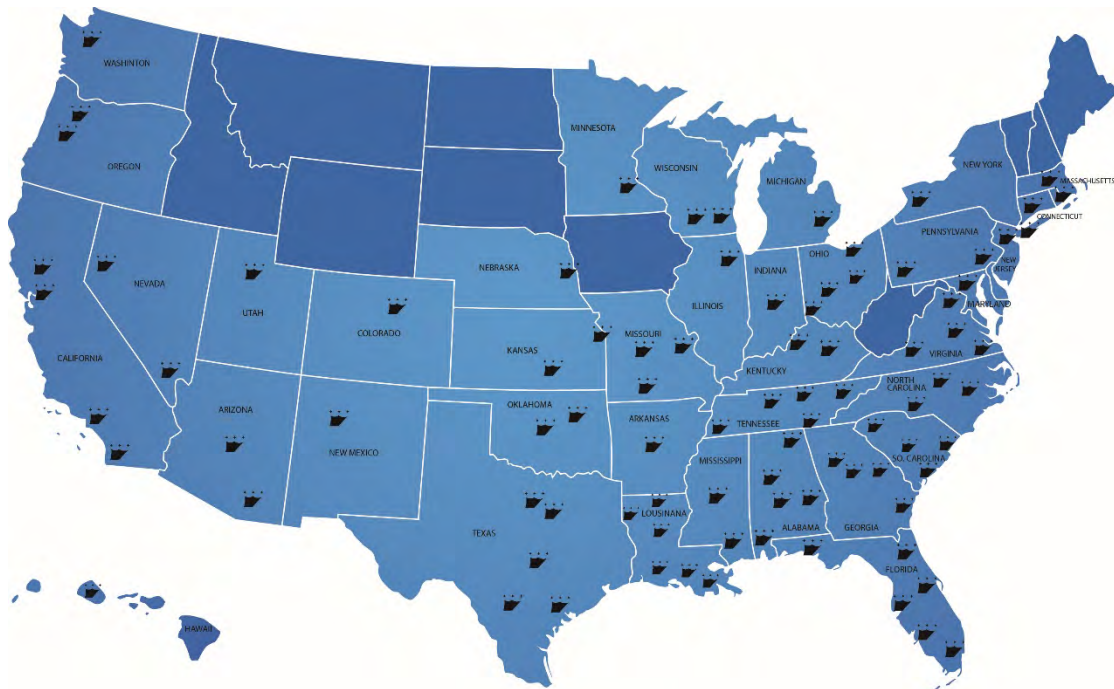 WASHINTON
OREGON
CALIFORNIA
NEVADA
UTAH
ARIZONA
COLORADO
NEW MEXICO
NEBRASKA
KANSAS
OKLAHOMA
TEXAS
MINNESOTA
WISCONSIN
MICHIGAN
ILLINOIS
INDIANA
OHIO
MISSOURI
KENTUCKY
ARKANSAS
TENNESSEE
MISSISSIPPI
LOUSINANA
ALABAMA
GEORGIA
FLORIDA
SO. CAROLINA
NORTH
CAROLINA
VIRGINIA
MARYLAND
PENNSYLVANIA
NEW
JERSEY
NEW YORK
CONNECTICUT
MASSACHUSETTS
HAWAII